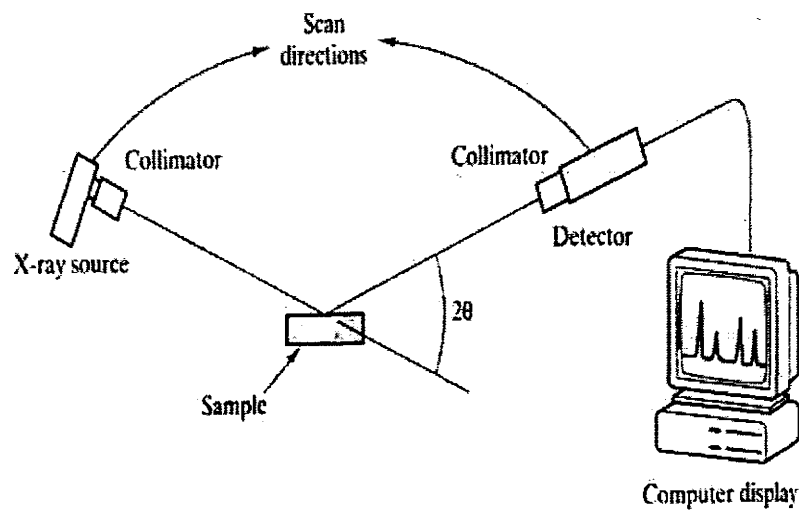 Scan
directions
Collimator
Collimator
Detector
X-ray source
2θ
Sample
Computer display